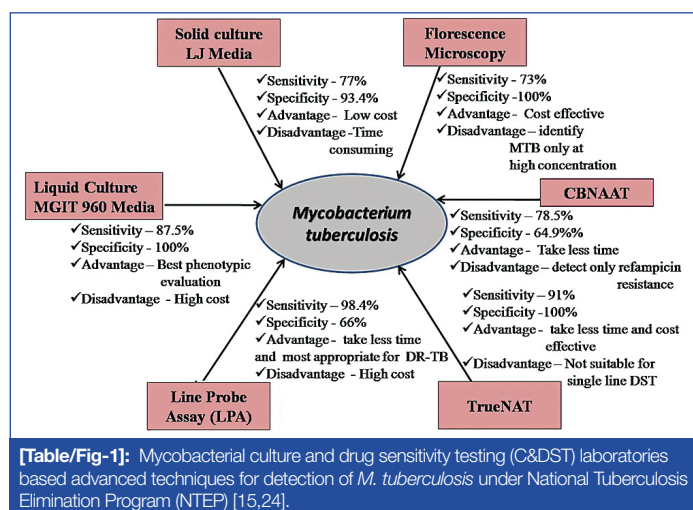 Solid culture
LJ Media
✓Sensitivity - 77%
✓Specificity - 93.4%
✓Advantage - Low cost
✓Disadvantage -Time
consuming
Florescence
Microscopy
✓Sensitivity - 73%
✓Specificity -100%
✓Advantage - Cost effective
✓Disadvantage – identify
MTB only at
high concentration
Liquid Culture
MGIT 960 Media
✓Sensitivity – 87.5%
✓Specificity - 100%
✓Advantage – Best phenotypic
evaluation
✓Disadvantage - High cost
Mycobacterium
tuberculosis
CBNAAT
✓Sensitivity – 78.5%
✓Specificity - 64.9%%
✓Advantage - Take less time
✓Disadvantage – detect only refampicin
resistance
✓Sensitivity – 98.4%
✓Specificity – 66%
✓Advantage - take less time
and most appropriate for DR-TB
✓Disadvantage - High cost
Line Probe
Assay (LPA)
✓Sensitivity – 91%
✓Specificity -100%
✓Advantage - take less time and cost
effective
✓Disadvantage – Not suitable for
single line DST
TrueNAT
[Table/Fig-1]: Mycobacterial culture and drug sensitivity testing (C&DST) laboratories
based advanced techniques for detection of M. tuberculosis under National Tuberculosis
Elimination Program (NTEP) [15,24].